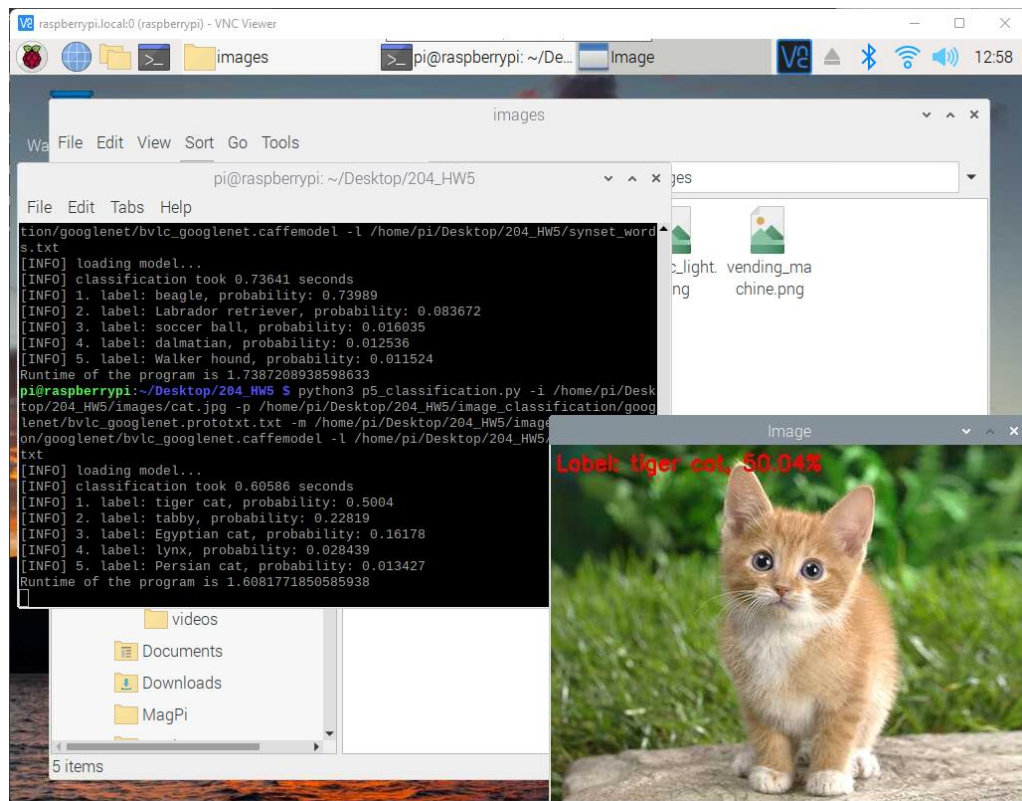 raspberrypi.local:0 (raspberrypi) - VNC Viewer
images
pi@raspberrypi: ~/De...
Image
12:58
images
Wa
File Edit View Sort Go Tools
pi@raspberrypi: ~/Desktop/204_HW5
ges
File Edit Tabs Help
tion/googlenet/bvlc_googlenet.caffemodel -l /home/pi/Desktop/204_HW5/synset_word
s.txt
[INFO] loading model...
[INFO] classification took 0.73641 seconds
[INFO] 1. label: beagle, probability: 0.73989
[INFO] 2. label: Labrador retriever, probability: 0.083672
[INFO] 3. label: soccer ball, probability: 0.016035
[INFO] 4. label: dalmatian, probability: 0.012536
[INFO] 5. label: Walker hound, probability: 0.011524
Runtime of the program is 1.7387208938598633
pi@raspberrypi:~/Desktop/204_HW5 $ python3 p5_classification.py -i /home/pi/Desk
top/204_HW5/images/cat.jpg -p /home/pi/Desktop/204_HW5/image_classification/goog
lenet/bvlc_googlenet.prototxt.txt -m /home/pi/Desktop/204_HW5/image
on/googlenet/bvlc_googlenet.caffemodel -l /home/pi/Desktop/204_HW5/
txt
[INFO] loading model...
[INFO] classification took 0.60586 seconds
[INFO] 1. label: tiger cat, probability: 0.5004
[INFO] 2. label: tabby, probability: 0.22819
[INFO] 3. label: Egyptian cat, probability: 0.16178
[INFO] 4. label: lynx, probability: 0.028439
[INFO] 5. label: Persian cat, probability: 0.013427
Runtime of the program is 1.6081771850585938
c_light.
ng
vending_ma
chine.png
Image
Label: tiger cat, 50.04%
videos
Documents
Downloads
MagPi
5 items